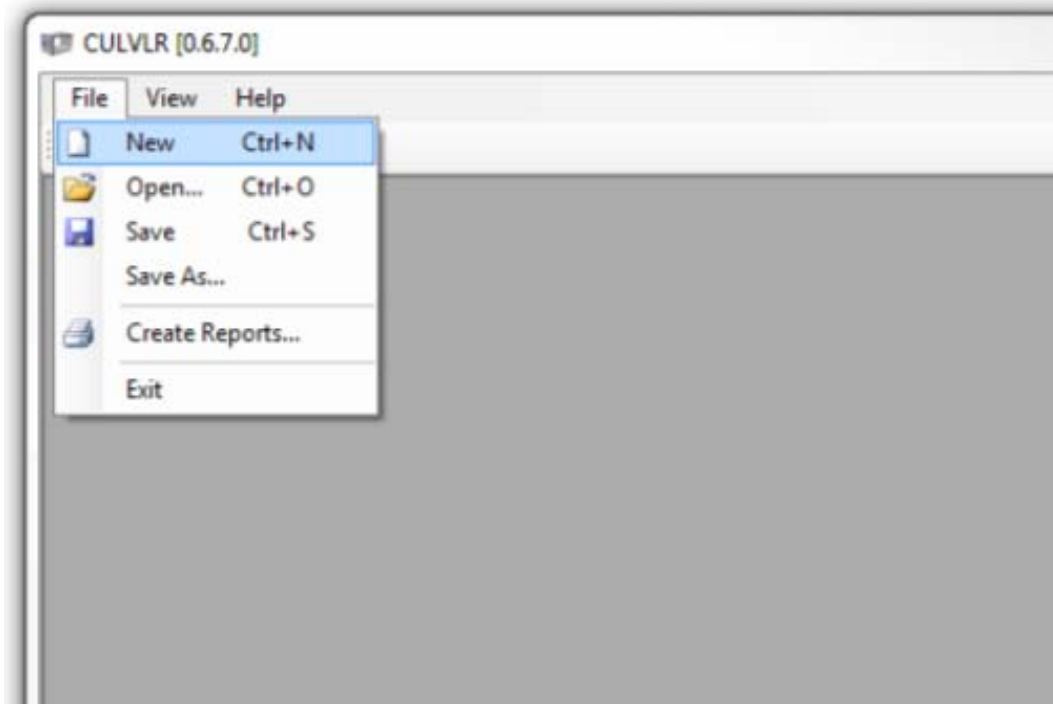 CULVLR [0.6.7.0]
File View Help
New Ctrl+N
Open... Ctrl+O
Save Ctrl+S
Save As...
Create Reports...
Exit